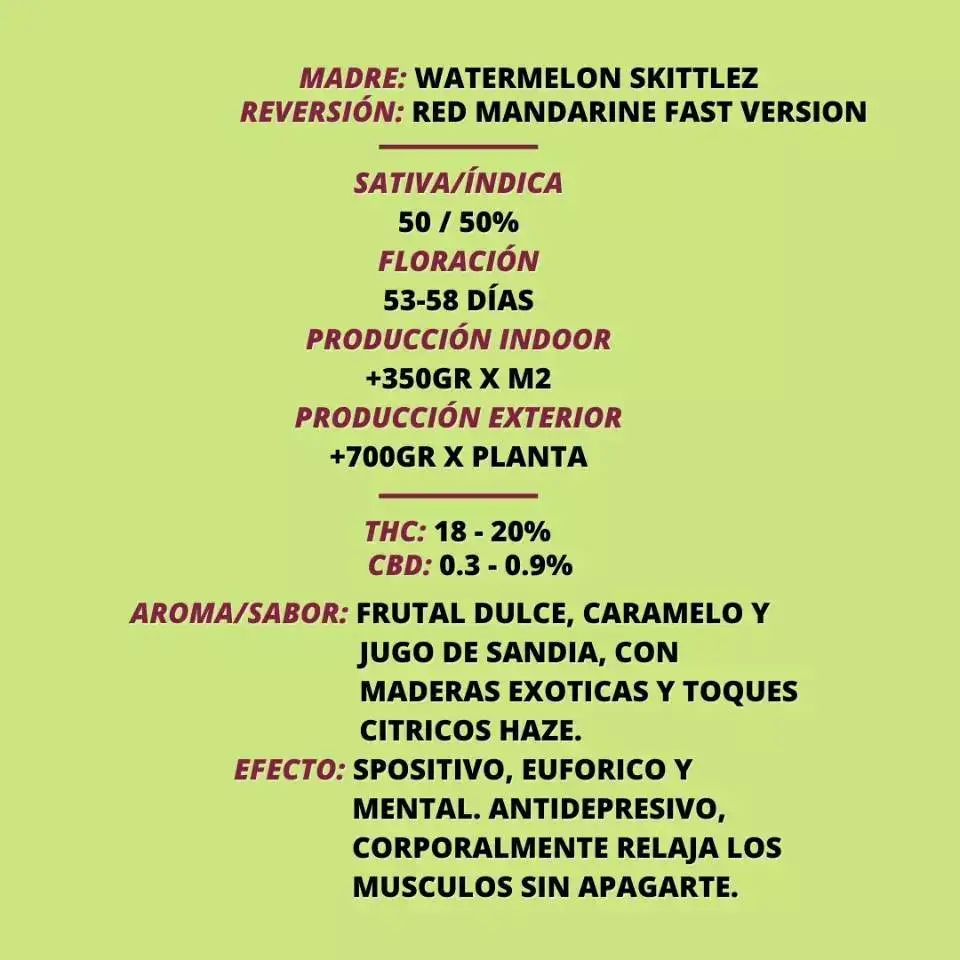 MADRE: WATERMELON SKITTLEZ
REVERSIÓN: RED MANDARINE FAST VERSION
SATIVA/ÍNDICA
50 / 50%
FLORACIÓN
53-58 DÍAS
PRODUCCIÓN INDOOR
+350GR X M2
PRODUCCIÓN EXTERIOR
+700GR X PLANTA
THC: 18 - 20%
CBD: 0.3 - 0.9%
AROMA/SABOR: FRUTAL DULCE, CARAMELO Y
JUGO DE SANDIA, CON
MADERAS EXOTICAS Y TOQUES
CITRICOS HAZE.
EFECTO: SPOSITIVO, EUFORICO Y
MENTAL. ANTIDEPRESIVO,
CORPORALMENTE RELAJA LOS
MUSCULOS SIN APAGARTE.